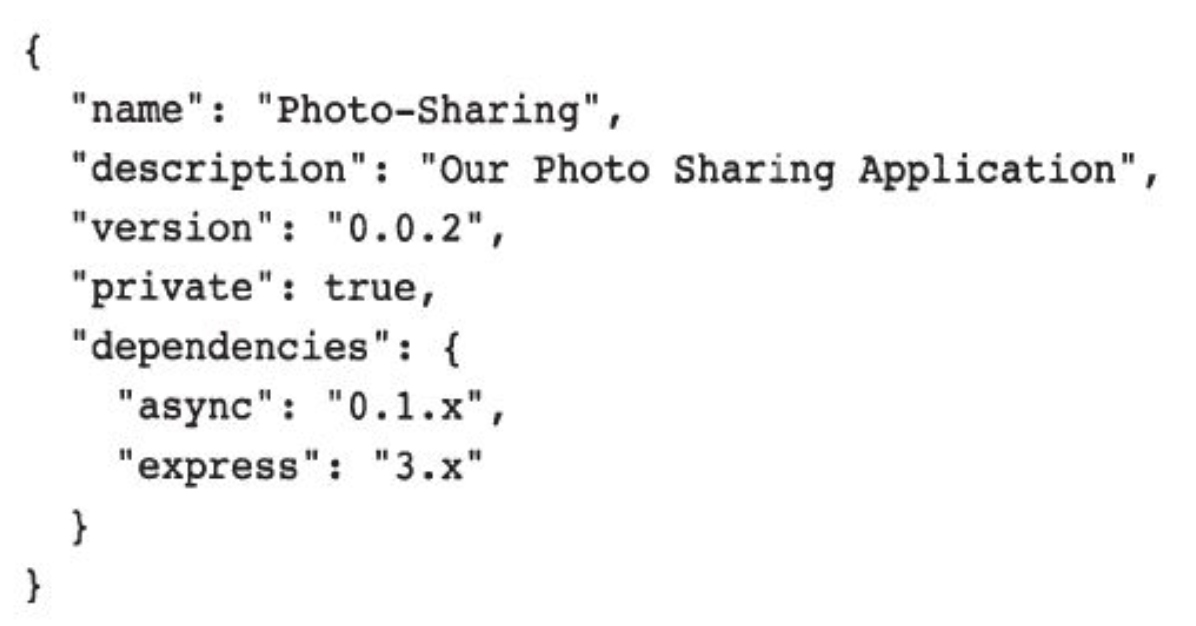 {
  "name": "Photo-Sharing",
  "description": "Our Photo Sharing Application",
  "version": "0.0.2",
  "private": true,
  "dependencies": {
    "async": "0.1.x",
    "express": "3.x"
  }
}